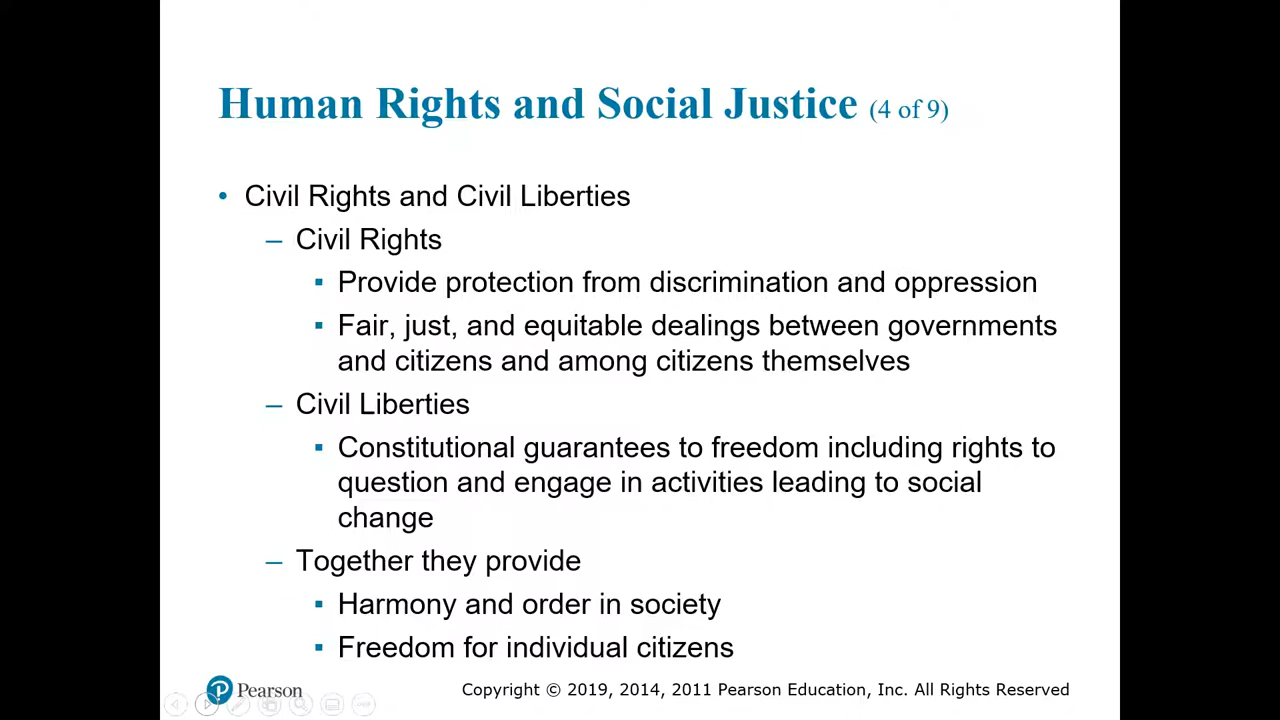 Human Rights and Social Justice (4 of 9)
• Civil Rights and Civil Liberties
– Civil Rights
▪ Provide protection from discrimination and oppression
▪ Fair, just, and equitable dealings between governments
and citizens and among citizens themselves
– Civil Liberties
▪ Constitutional guarantees to freedom including rights to
question and engage in activities leading to social
change
– Together they provide
▪ Harmony and order in society
▪ Freedom for individual citizens
Pearson
Copyright © 2019, 2014, 2011 Pearson Education, Inc. All Rights Reserved